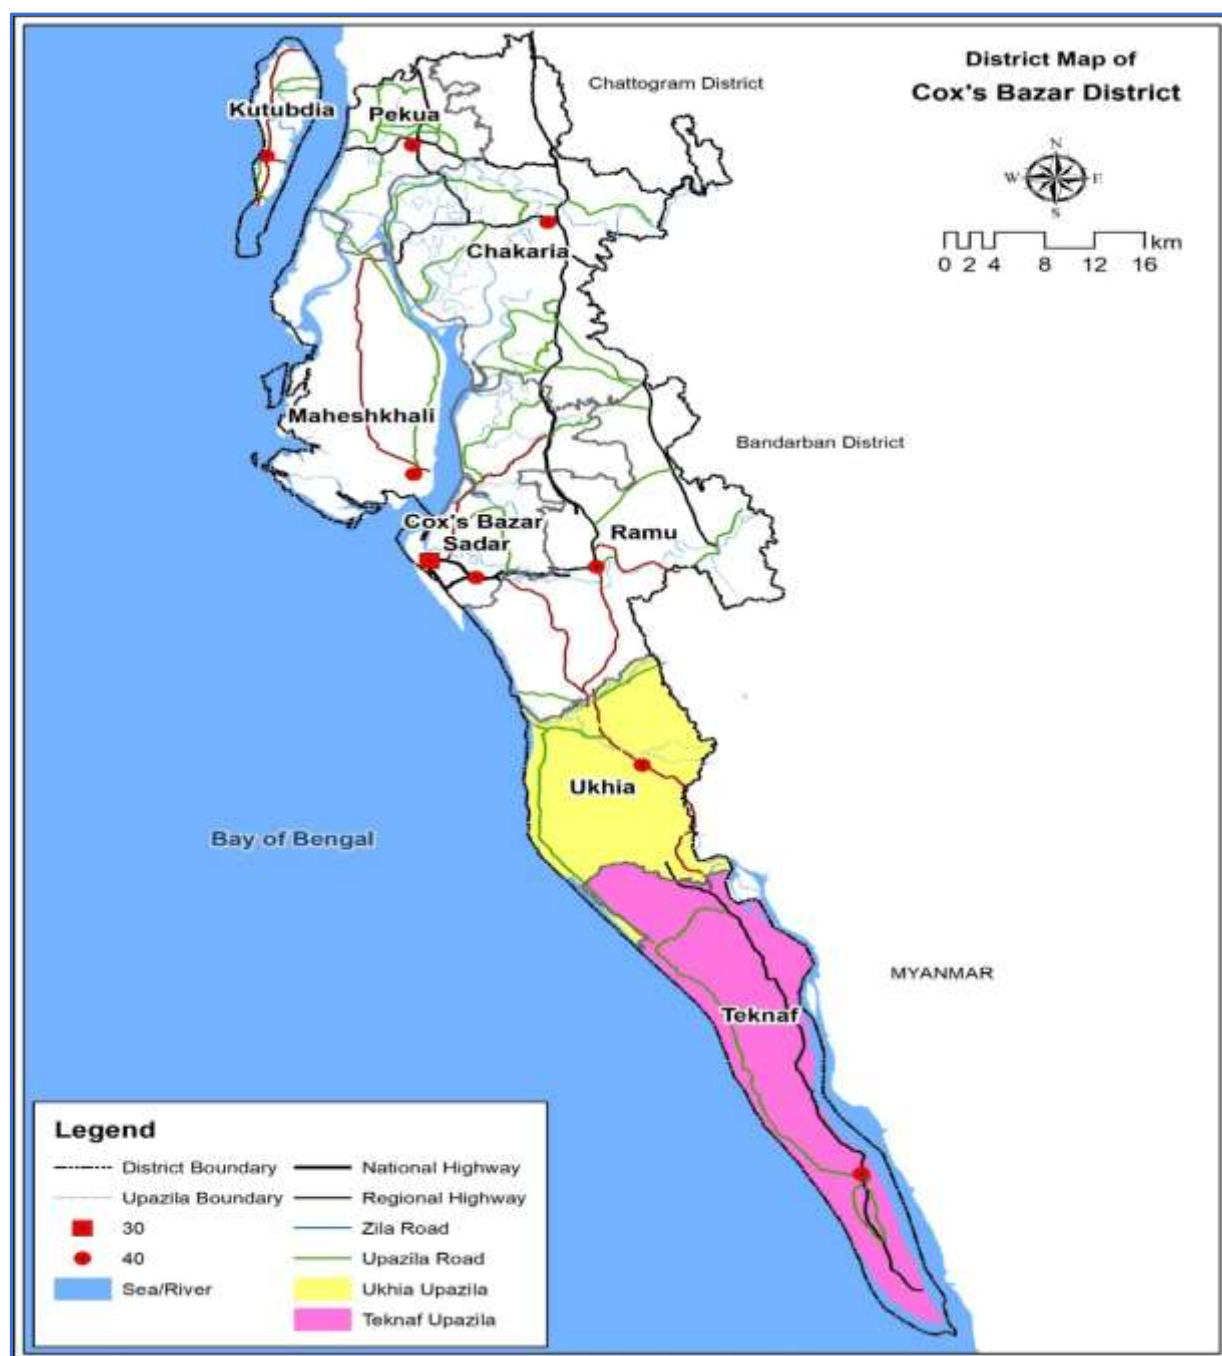 District Map of
Cox's Bazar District
Chattogram District
Kutubdia
Pekua
N
W E
S
km
0 2 4 8 12 16
Chakaria
Maheshkhali
Bandarban District
Cox's Bazar
Sadar
Ramu
Ukhia
Bay of Bengal
MYANMAR
Teknaf
Legend
District Boundary
National Highway
Upazila Boundary
Regional Highway
30
Zila Road
40
Upazila Road
Sea/River
Ukhia Upazila
Teknaf Upazila